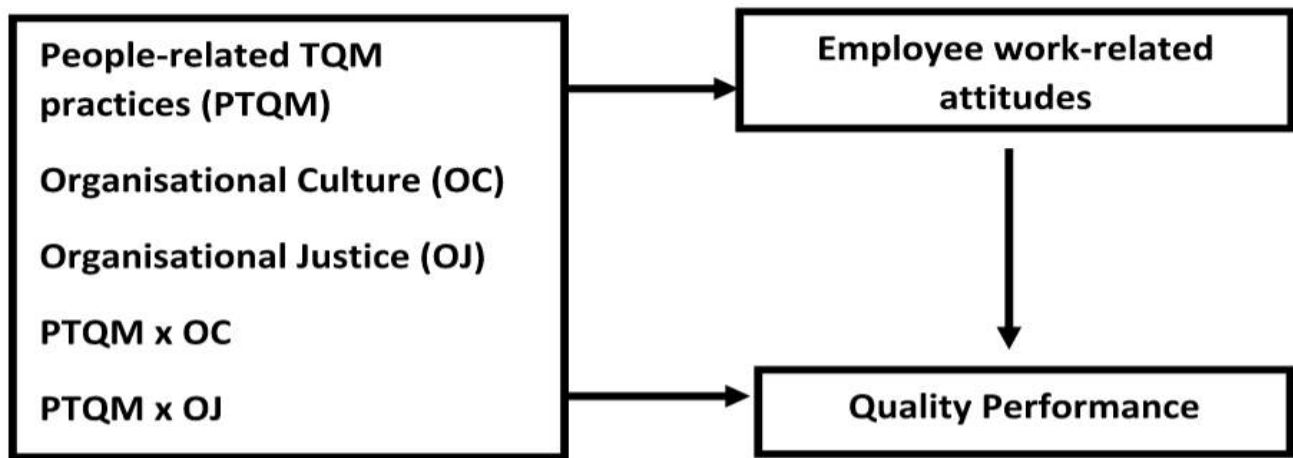 People-related TQM
practices (PTQM)
Organisational Culture (OC)
Organisational Justice (OJ)
PTQM x OC
PTQM x OJ
Employee work-related
attitudes
Quality Performance